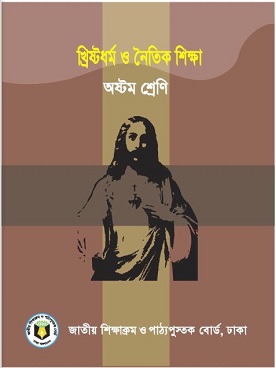 খ্রিষ্টধর্ম ও নৈতিক শিক্ষা
অষ্টম শ্রেণি
জাতীয় শিক্ষাক্রম ও পাঠ্যপুস্তক বোর্ড, ঢাকা